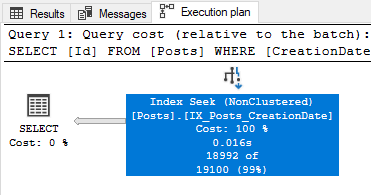 Results Messages Execution plan
Query 1: Query cost (relative to the batch):
SELECT [Id] FROM [Posts] WHERE [CreationDate
SELECT
Cost: 0 %
Index Seek (NonClustered)
[Posts].[IX_Posts_CreationDate]
Cost: 100 %
0.016s
18992 of
19100 (99%)